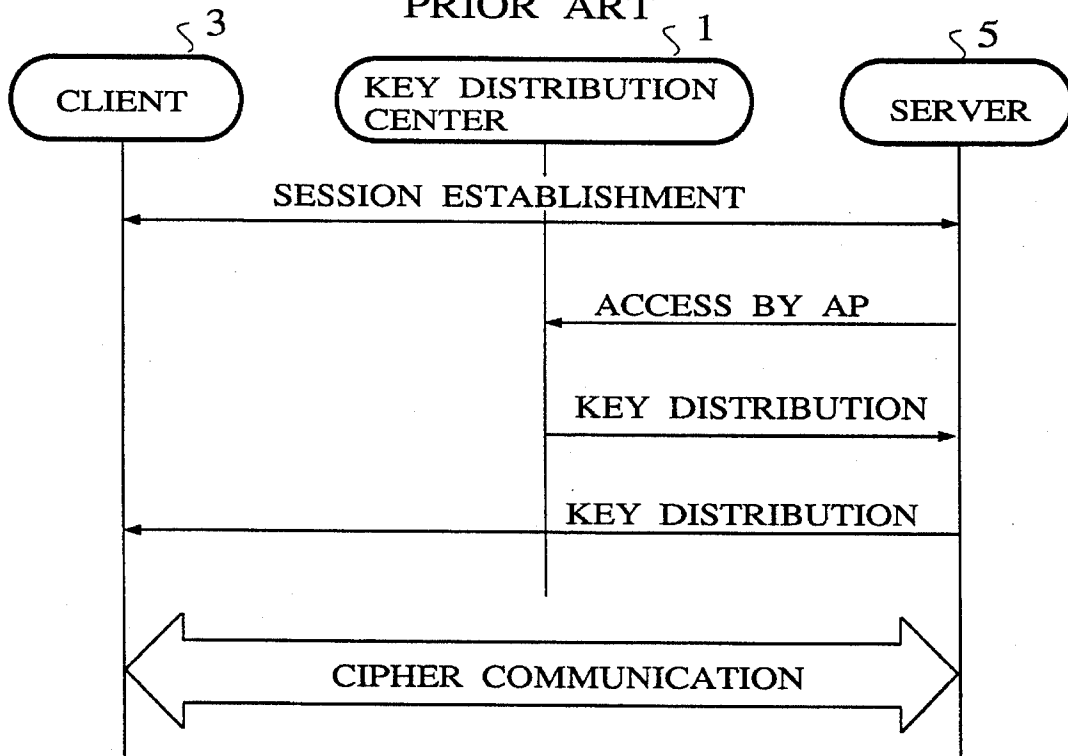 PRIOR ART
3
1
5
CLIENT
KEY DISTRIBUTION
CENTER
SERVER
SESSION ESTABLISHMENT
ACCESS BY AP
KEY DISTRIBUTION
KEY DISTRIBUTION
CIPHER COMMUNICATION